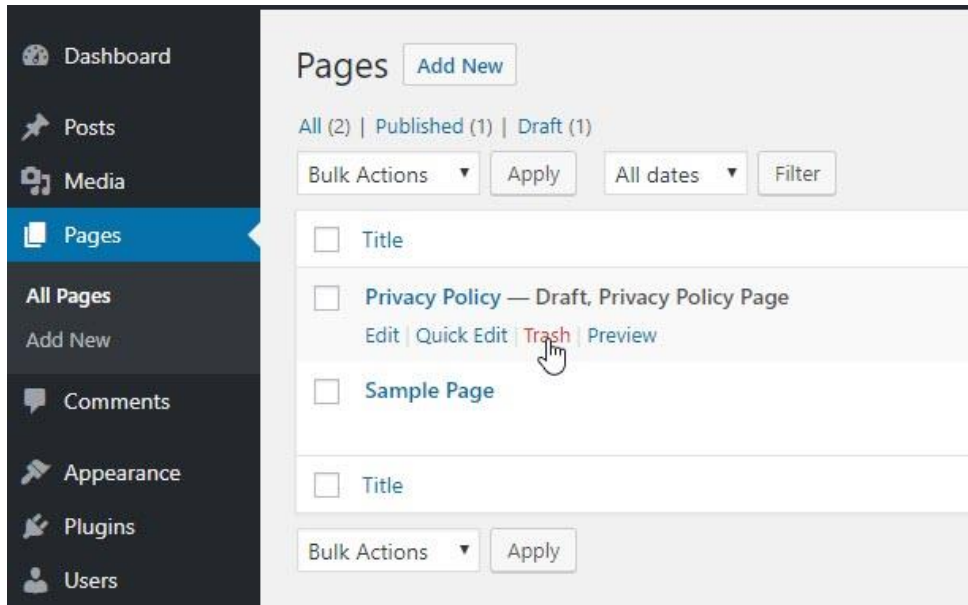 Dashboard
Posts
Media
Pages
All Pages
Add New
Comments
Appearance
Plugins
Users
Pages Add New
All (2) | Published (1) | Draft (1)
Bulk Actions Apply All dates Filter
Title
Privacy Policy — Draft, Privacy Policy Page
Edit | Quick Edit | Trash | Preview
Sample Page
Title
Bulk Actions Apply